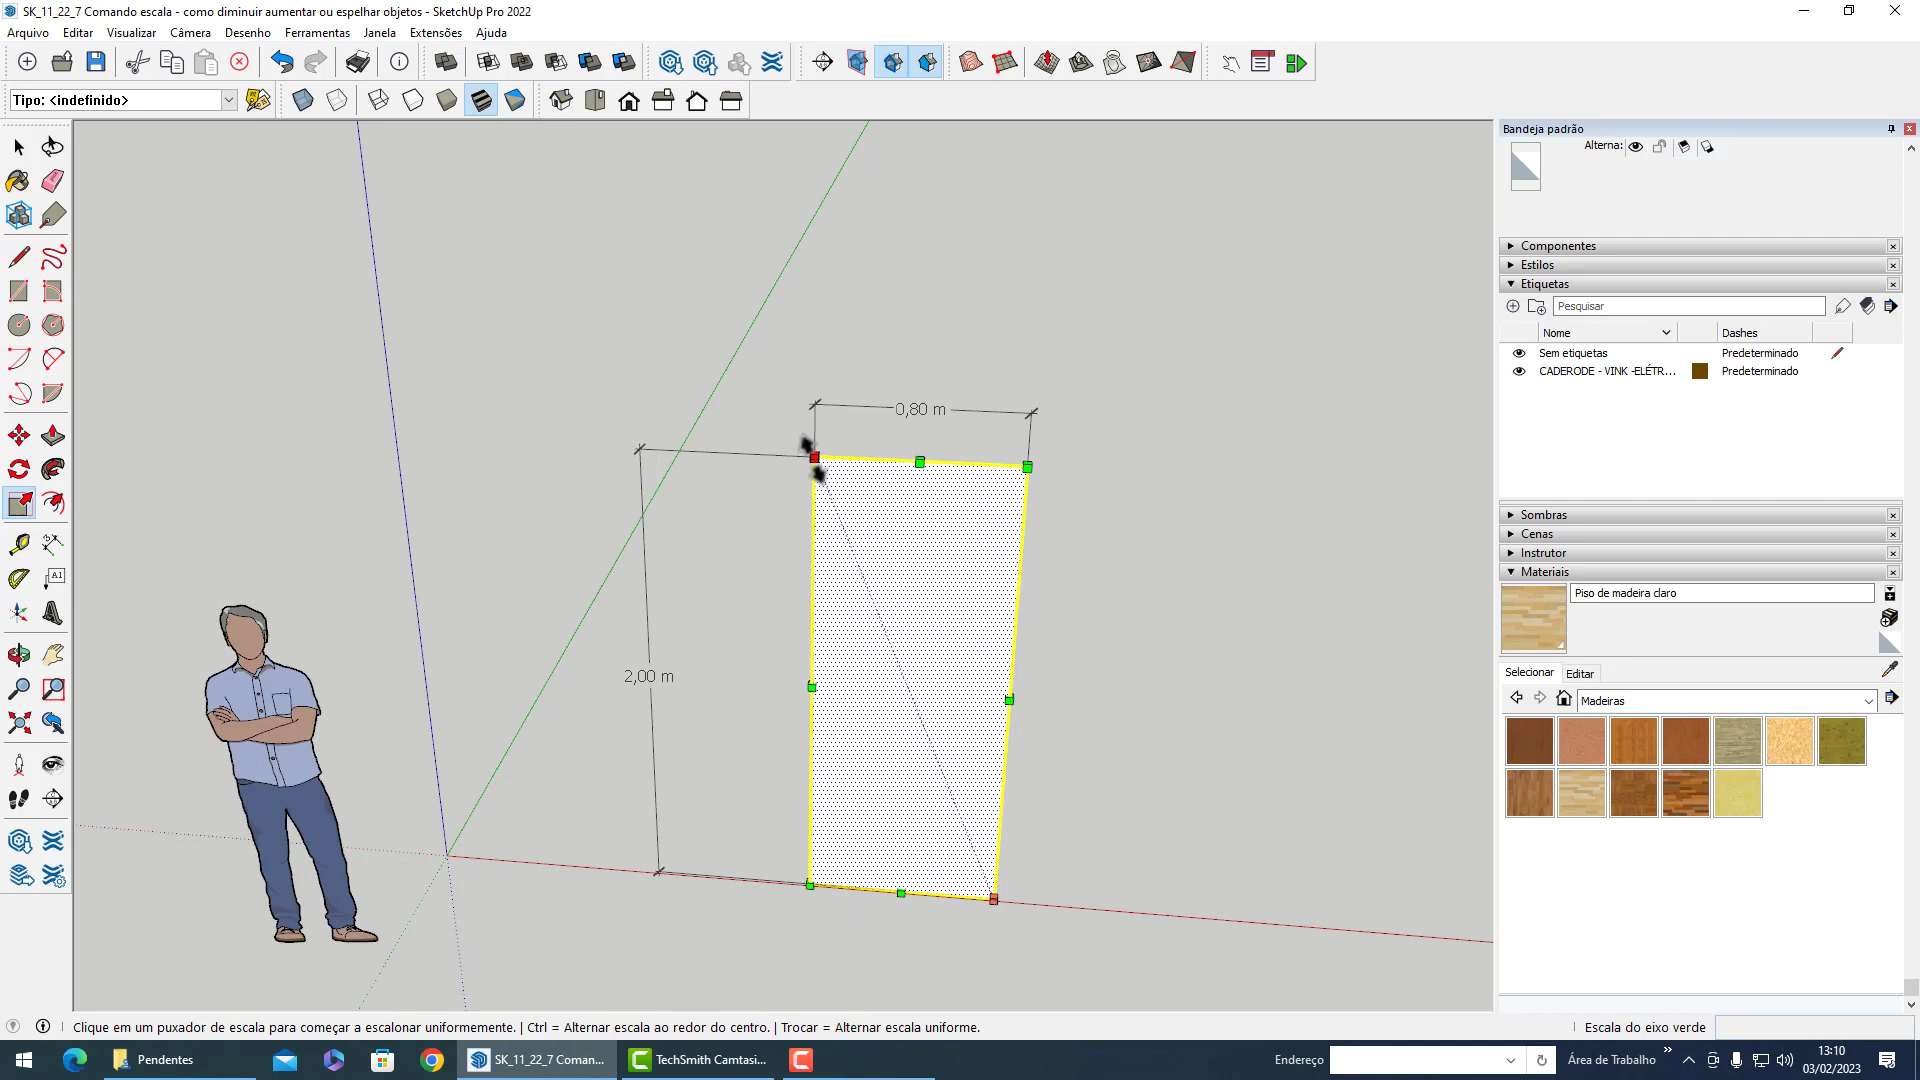 SK_11_22_7 Comando escala - como diminuir aumentar ou espelhar objetos - SketchUp Pro 2022
Arquivo Editar Visualizar Câmera Desenho Ferramentas Janela Extensões Ajuda
Tipo: <indefinido>
Bandeja padrão
Alterna:
Componentes
Estilos
Etiquetas
Pesquisar
Nome Dashes
Sem etiquetas Predeterminado
CADERODE - VINK -ELÉTR... Predeterminado
0,80 m
2,00 m
A1
Sombras
Cenas
Instrutor
Materiais
Piso de madeira claro
Selecionar Editar
Madeiras
Clique em um puxador de escala para começar a escalonar uniformemente. | Ctrl = Alternar escala ao redor do centro. | Trocar = Alternar escala uniforme.
Escala do eixo verde
Pendentes
SK_11_22_7 Coman...
TechSmith Camtasi...
Endereço
Área de Trabalho
13:10
03/02/2023